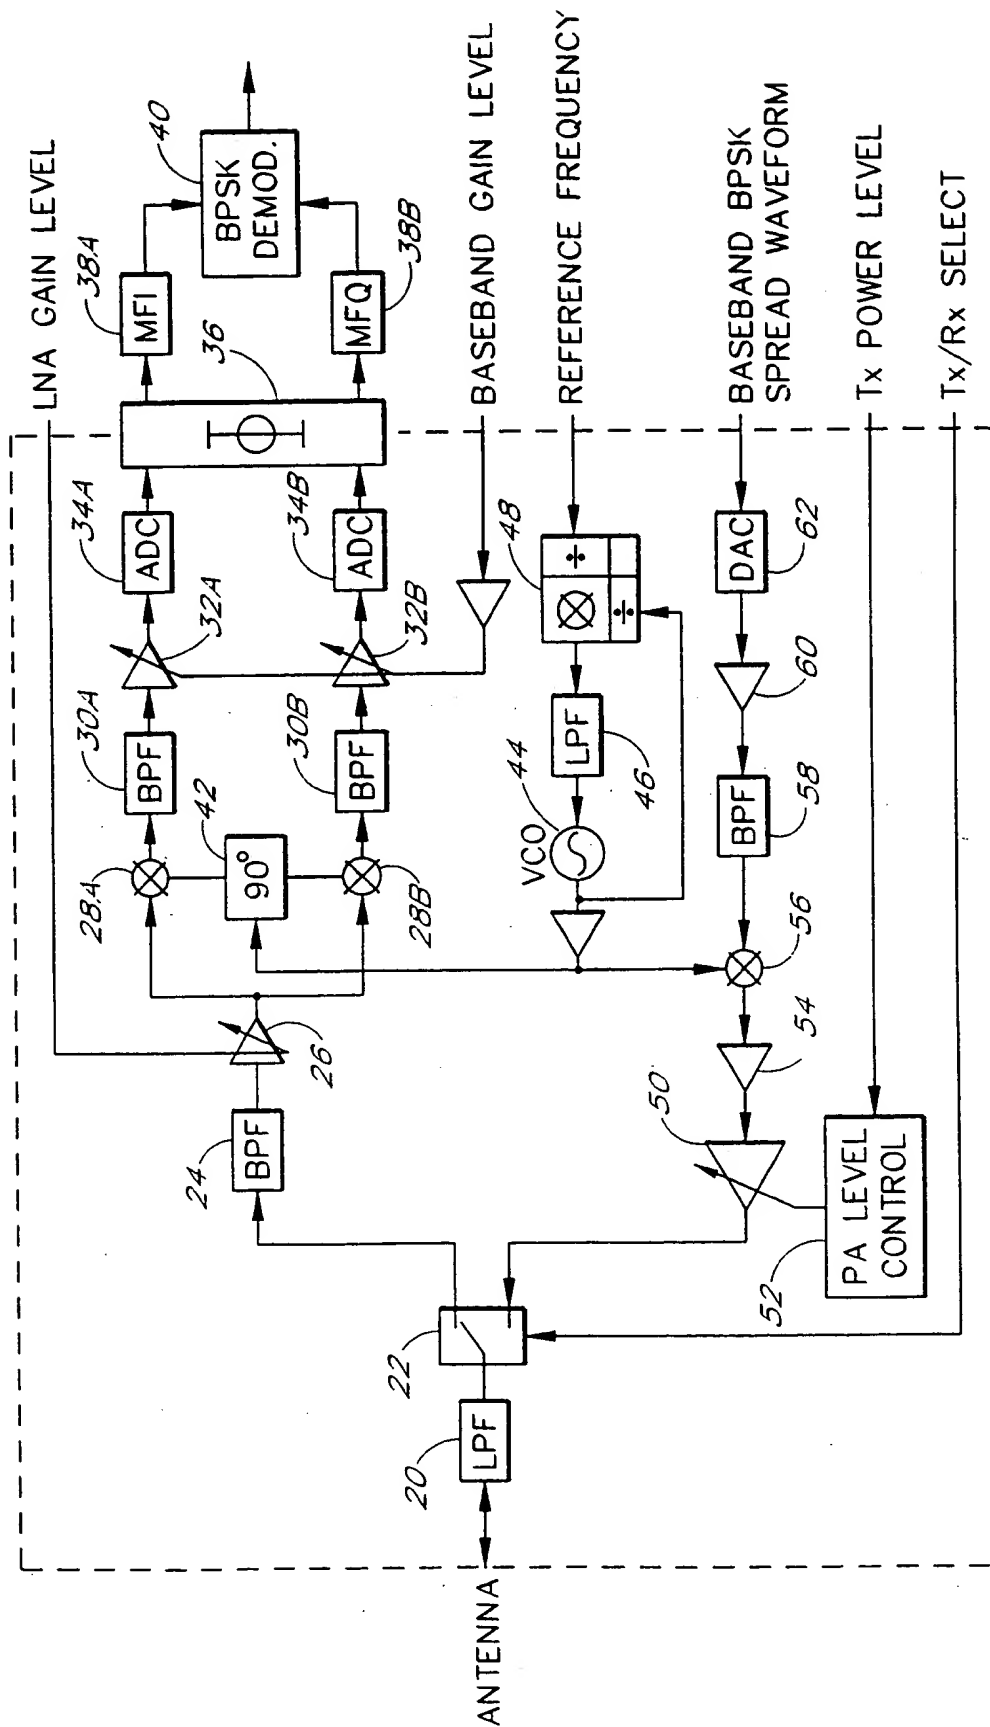 LNA GAIN LEVEL
34A
ADC
38A
MFI
40
BPSK
DEMOD.
32A
36
30A
BPF
28A
42
90°
34B
ADC
MFQ
38B
32B
30B
BPF
28B
26
24
BPF
BASEBAND GAIN LEVEL
48
REFERENCE FREQUENCY
÷
÷
LPF
46
44
VCO
22
20
LPF
ANTENNA
BASEBAND BPSK
SPREAD WAVEFORM
DAC
62
60
BPF
58
56
54
50
Tx POWER LEVEL
PA LEVEL
CONTROL
52
Tx/Rx SELECT